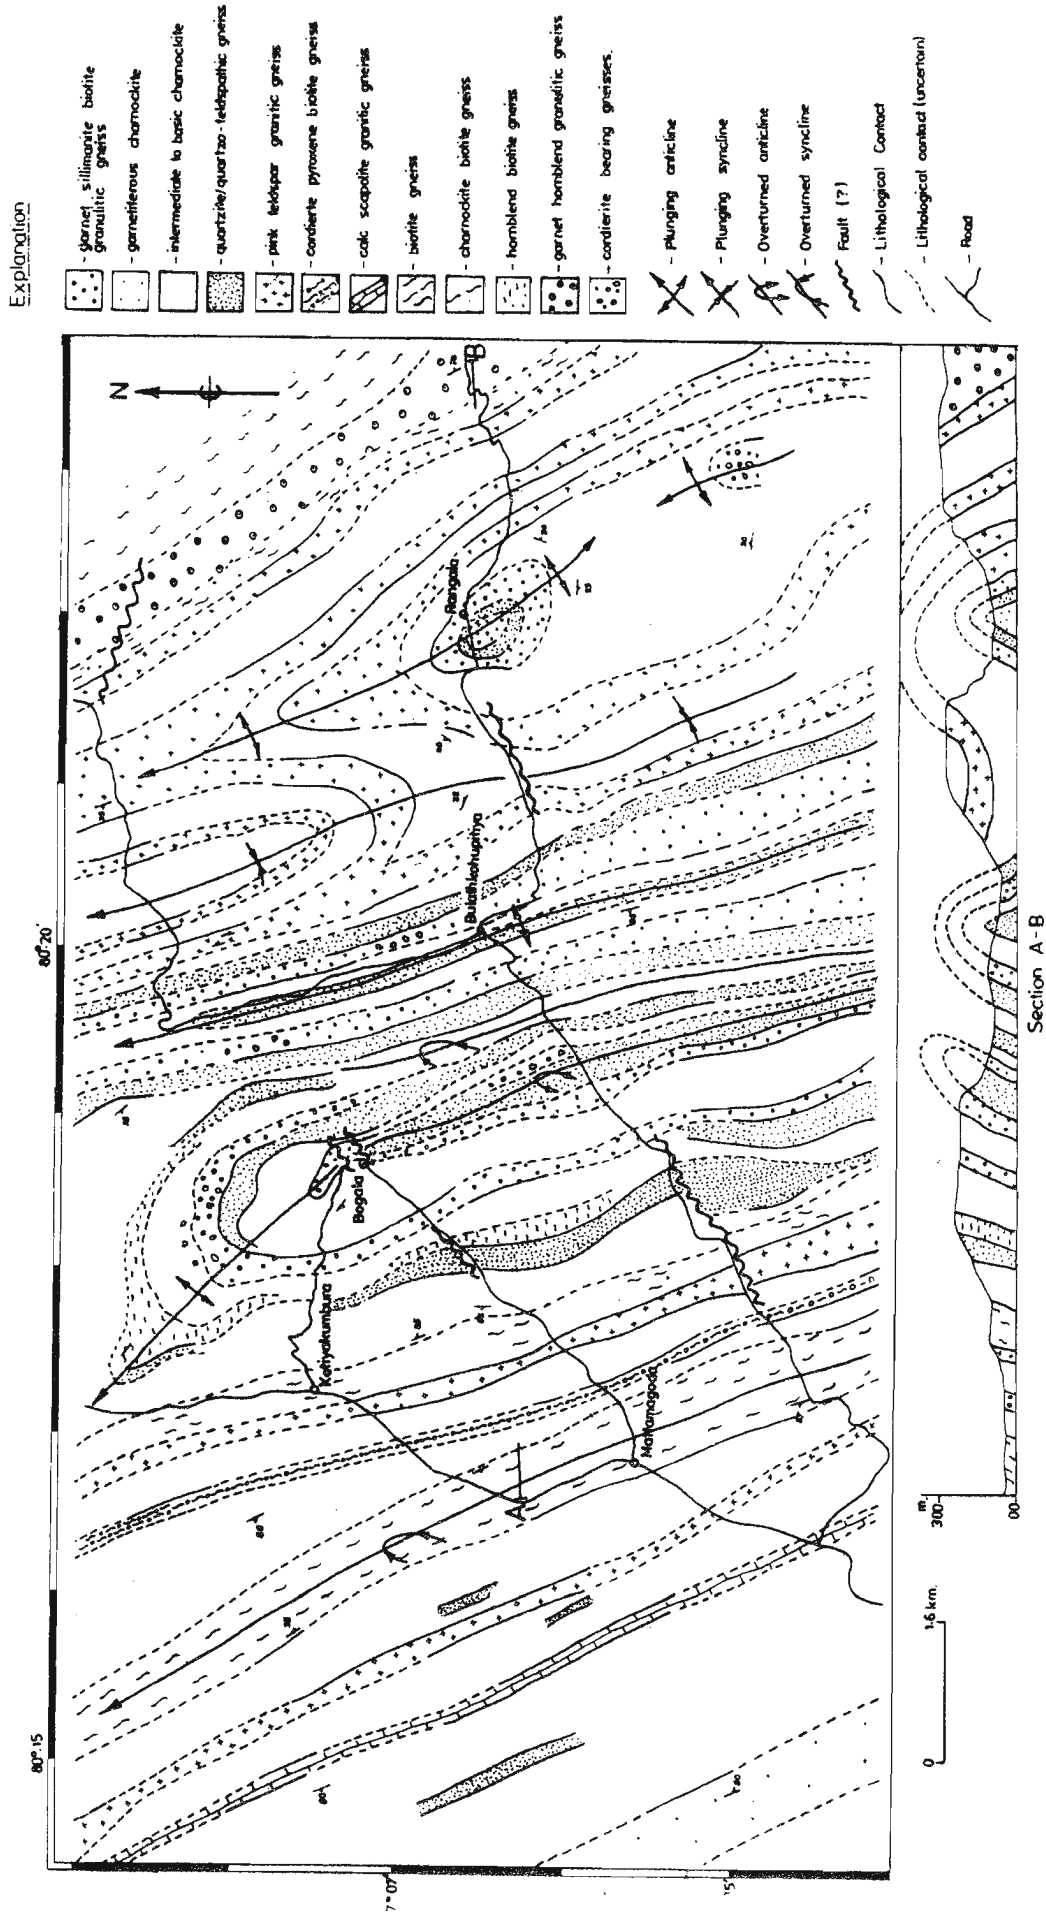 Explanation
- garnet sillimanite biotite
granulitic gneiss
- garnetiferous charnockite
- intermediate to basic charnockite
- quartzite/quartzo-feldspathic gneiss
- pink feldspar granitic gneiss
- cordierite pyroxene biotite gneiss
- calc scapolite granitic gneiss
- biotite gneiss
- charnockite biotite gneiss
- hornblend biotite gneiss
- garnet hornblend granulitic gneiss
- cordierite bearing gneisses.
- Plunging anticline
- Plunging syncline
- Overturned anticline
- Overturned syncline
- Fault (?)
- Lithological Contact
- Lithological contact (uncertain)
- Road
80°.15
80°.20'
7°07'
N
Kotiyakumbura
Bogala
Bulathkohupitiya
Rangala
Mattamagoda
A
B
0
1·6 km.
m.
300
00
Section A-B